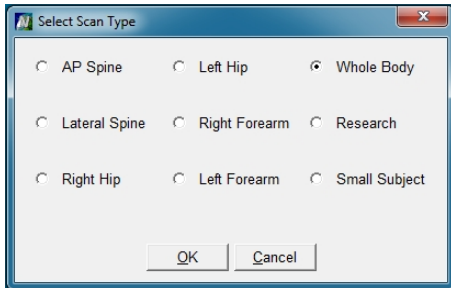 Select Scan Type
AP Spine Left Hip Whole Body
Lateral Spine Right Forearm Research
Right Hip Left Forearm Small Subject
OK Cancel